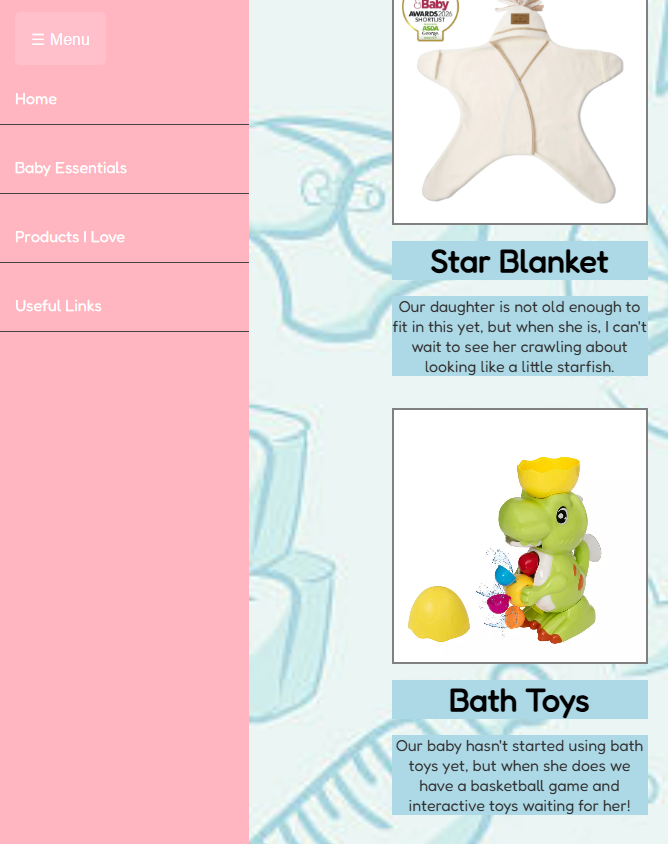 ☰ Menu
Home
Baby Essentials
Products I Love
Useful Links
&Baby
AWARDS 2026
SHORTLIST
ASDA
George
Star Blanket
Our daughter is not old enough to
fit in this yet, but when she is, I can't
wait to see her crawling about
looking like a little starfish.
Bath Toys
Our baby hasn't started using bath
toys yet, but when she does we
have a basketball game and
interactive toys waiting for her!